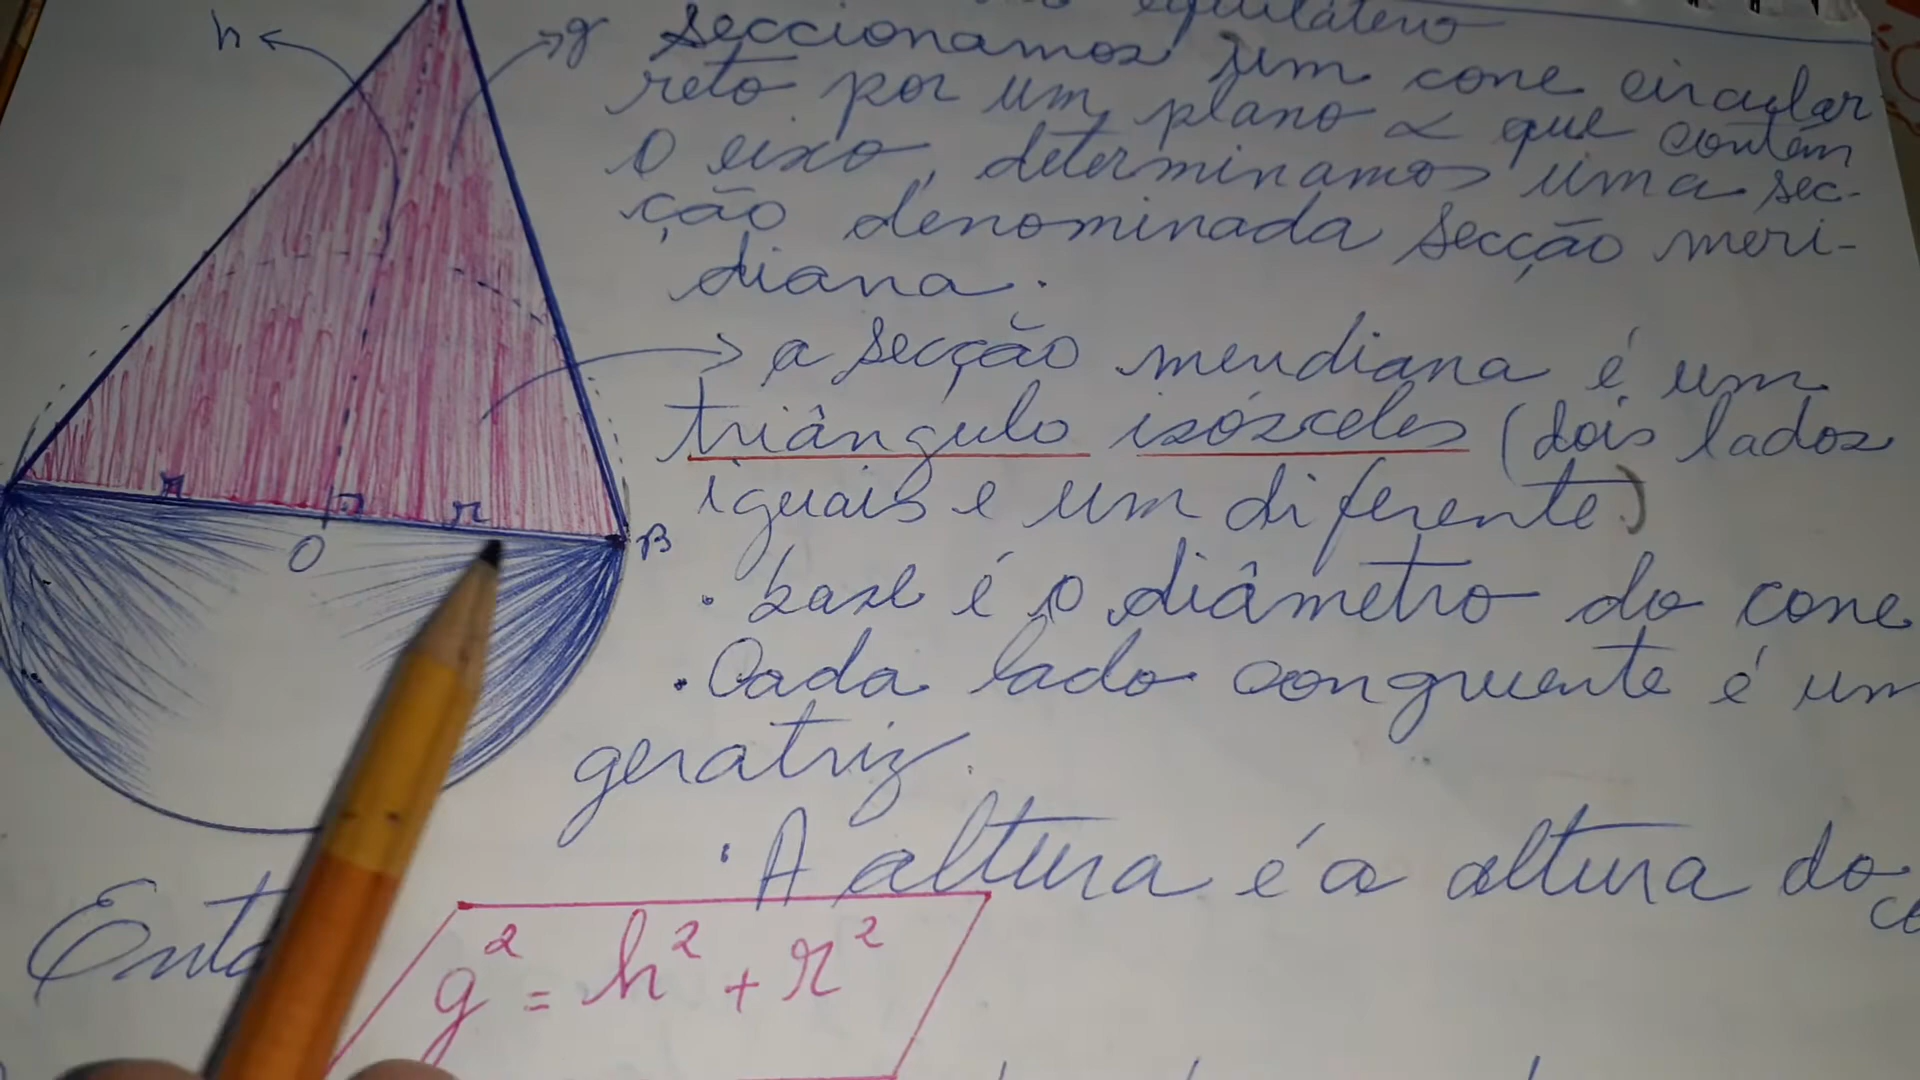 equilátero
h
g
Seccionamos um cone circular
reto por um plano α que contém
o eixo, determinamos uma sec-
ção denominada secção meri-
diana.
a secção meridiana é um
triângulo isósceles (dois lados
iguais e um diferente)
r
r
O
B
. base é o diâmetro do cone
. Cada lado congruente é um
geratriz.
. A altura é a altura do
g² = h² + r²